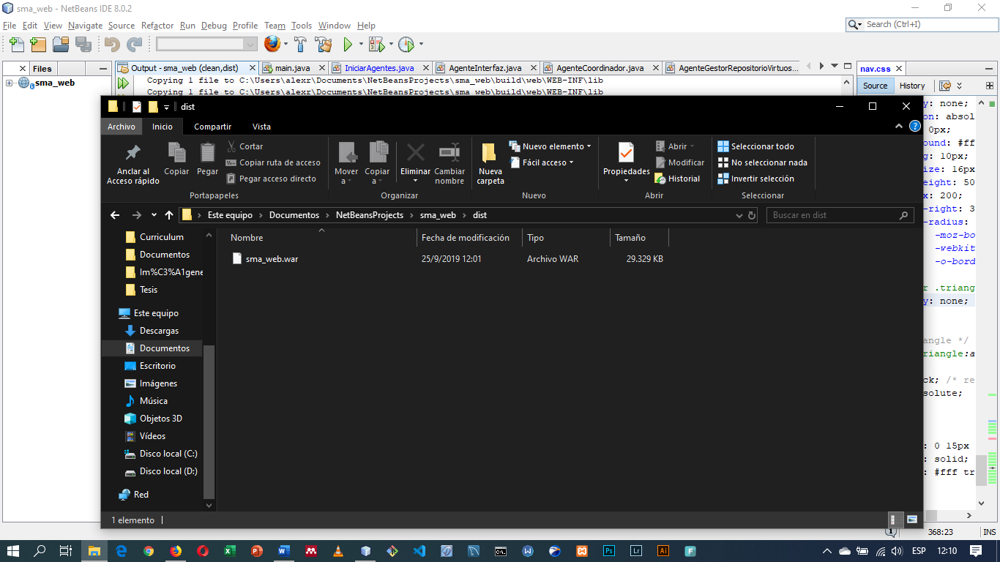 sma_web - NetBeans IDE 8.0.2
File Edit View Navigate Source Refactor Run Debug Profile Team Tools Window Help
Search (Ctrl+I)
Files
Output - sma_web (clean,dist) main.java IniciarAgentes.java AgenteInterfaz.java AgenteCoordinador.java AgenteGestorRepositorioVirtuos...
nav.css
sma_web
Copying 1 file to C:\Users\alexr\Documents\NetBeansProjects\sma_web\build\web\WEB-INF\lib
Copying 1 file to C:\Users\alexr\Documents\NetBeansProjects\sma_web\build\web\WEB-INF\lib
Source History
dist
Archivo Inicio Compartir Vista
Anclar al Acceso rápido
Copiar
Pegar
Cortar
Copiar ruta de acceso
Pegar acceso directo
Portapapeles
Mover a
Copiar a
Eliminar
Cambiar nombre
Organizar
Nueva carpeta
Nuevo elemento
Fácil acceso
Nuevo
Propiedades
Abrir
Modificar
Historial
Abrir
Seleccionar todo
No seleccionar nada
Invertir selección
Seleccionar
Este equipo Documentos NetBeansProjects sma_web dist
Buscar en dist
Nombre Fecha de modificación Tipo Tamaño
sma_web.war 25/9/2019 12:01 Archivo WAR 29.329 KB
Curriculum
Documentos
Im%C3%A1gene
Tesis
Este equipo
Descargas
Documentos
Escritorio
Imágenes
Música
Objetos 3D
Vídeos
Disco local (C:)
Disco local (D:)
Red
1 elemento
y: none;
on: absol
0px;
ound: #ff
g: 10px;
ize: 16px
eight: 50
x: 200;
-right: 3
-radius:
-moz-bo
-webkit
-o-bord
r .triang
y: none;
angle */
riangle:a
ck; /* re
solute;
: 0 15px
: solid;
: #fff tr
1
368:23 INS
ESP 12:10